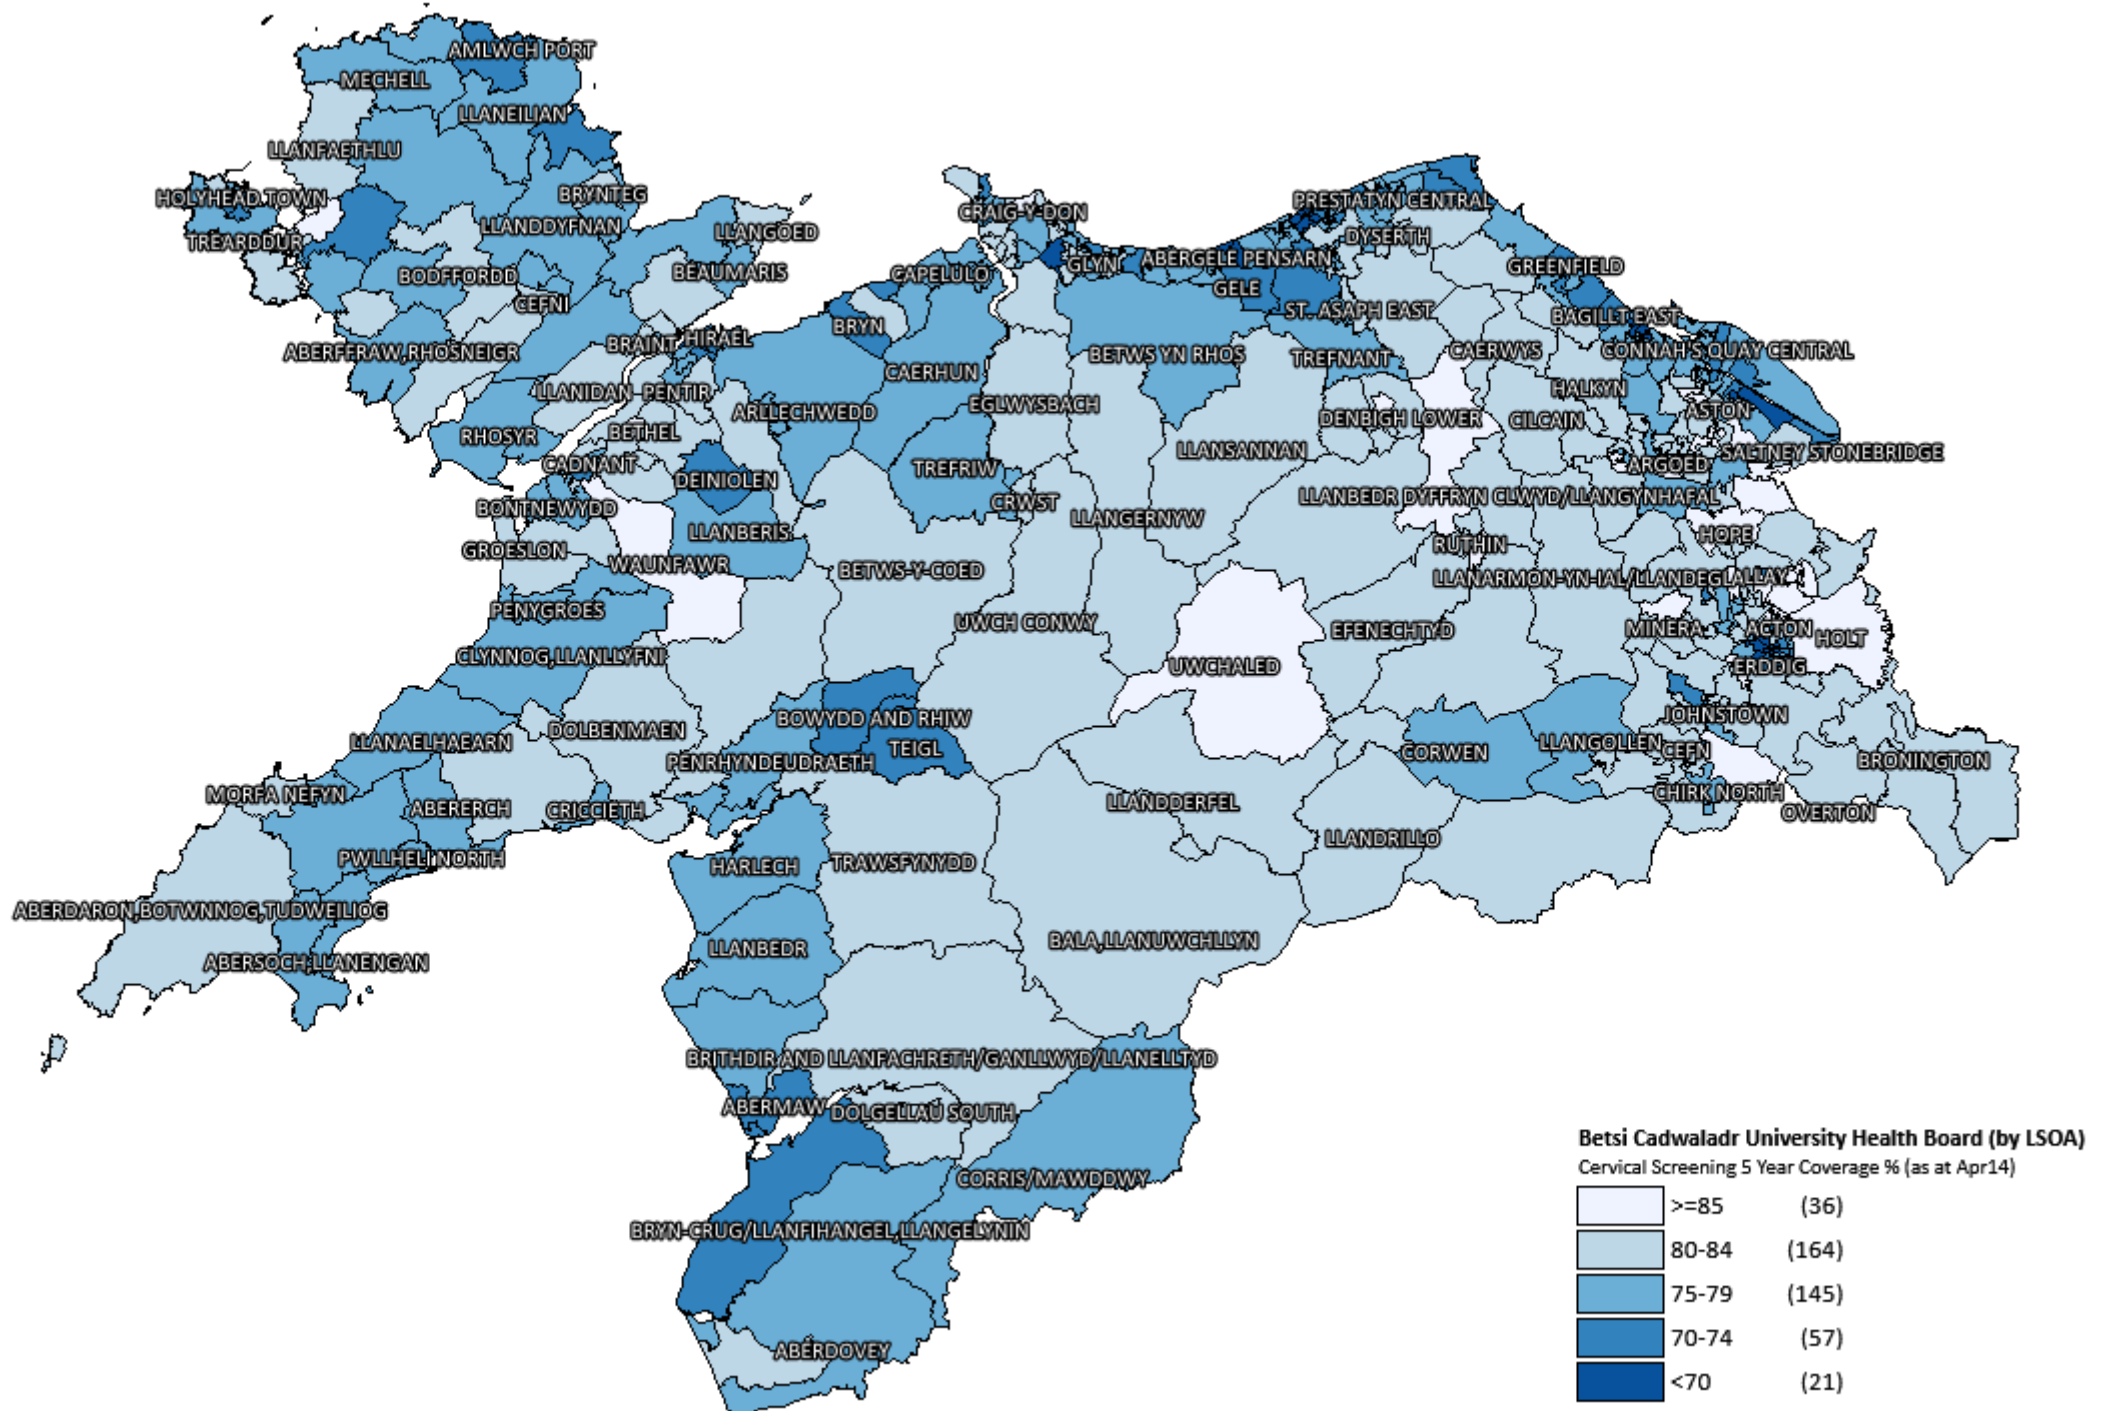 AMLWCH PORT
MECHELL
LLANEILIAN
LLANFAETHLU
HOLYHEAD TOWN
BRYNTEG
PRESTATYN CENTRAL
CRAIG-Y-DON
LLANDDYFNAN
LLANGOED
TREARDDUR
DYSERTH
ABERGELE PENSARN
GLYN
GREENFIELD
BODFFORDD
BEAUMARIS
CAPELULO
GELE
CEFNI
ST. ASAPH EAST
BAGILLT EAST
BRYN
BRAINT
HIRAEL
ABERFFRAW,RHOSNEIGR
BETWS YN RHOS
TREFNANT
CAERWYS
CONNAH'S QUAY CENTRAL
CAERHUN
LLANIDAN
PENTIR
HALKYN
ARLLECHWEDD
EGLWYSBACH
DENBIGH LOWER
CILCAIN
ASTON
RHOSYR
BETHEL
LLANSANNAN
SALTNEY STONEBRIDGE
CADNANT
TREFRIW
ARGOED
DEINIOLEN
CRWST
LLANBEDR DYFFRYN CLWYD/LLANGYNHAFAL
BONTNEWYDD
LLANGERNYW
LLANBERIS
HOPE
GROESLON
RUTHIN
WAUNFAWR
BETWS-Y-COED
LLANARMON-YN-IAL/LLANDEGLA
LLAY
PENYGROES
UWCH CONWY
EFENECHTYD
MINERA
ACTON
HOLT
CLYNNOG,LLANLLYFNI
UWCHALED
ERDDIG
BOWYDD AND RHIW
JOHNSTOWN
DOLBENMAEN
LLANAELHAEARN
TEIGL
CORWEN
LLANGOLLEN
CEFN
PENRHYNDEUDRAETH
BRONINGTON
MORFA NEFYN
ABERERCH
CRICCIETH
LLANDDERFEL
CHIRK NORTH
OVERTON
LLANDRILLO
PWLLHELI NORTH
HARLECH
TRAWSFYNYDD
ABERDARON,BOTWNNOG,TUDWEILIOG
LLANBEDR
BALA,LLANUWCHLLYN
ABERSOCH,LLANENGAN
BRITHDIR AND LLANFACHRETH/GANLLWYD/LLANELLTYD
ABERMAW
DOLGELLAU SOUTH
CORRIS/MAWDDWY
BRYN-CRUG/LLANFIHANGEL,LLANGELYNIN
ABERDOVEY
Betsi Cadwaladr University Health Board (by LSOA)
Cervical Screening 5 Year Coverage % (as at Apr14)
>=85 (36)
80-84 (164)
75-79 (145)
70-74 (57)
<70 (21)